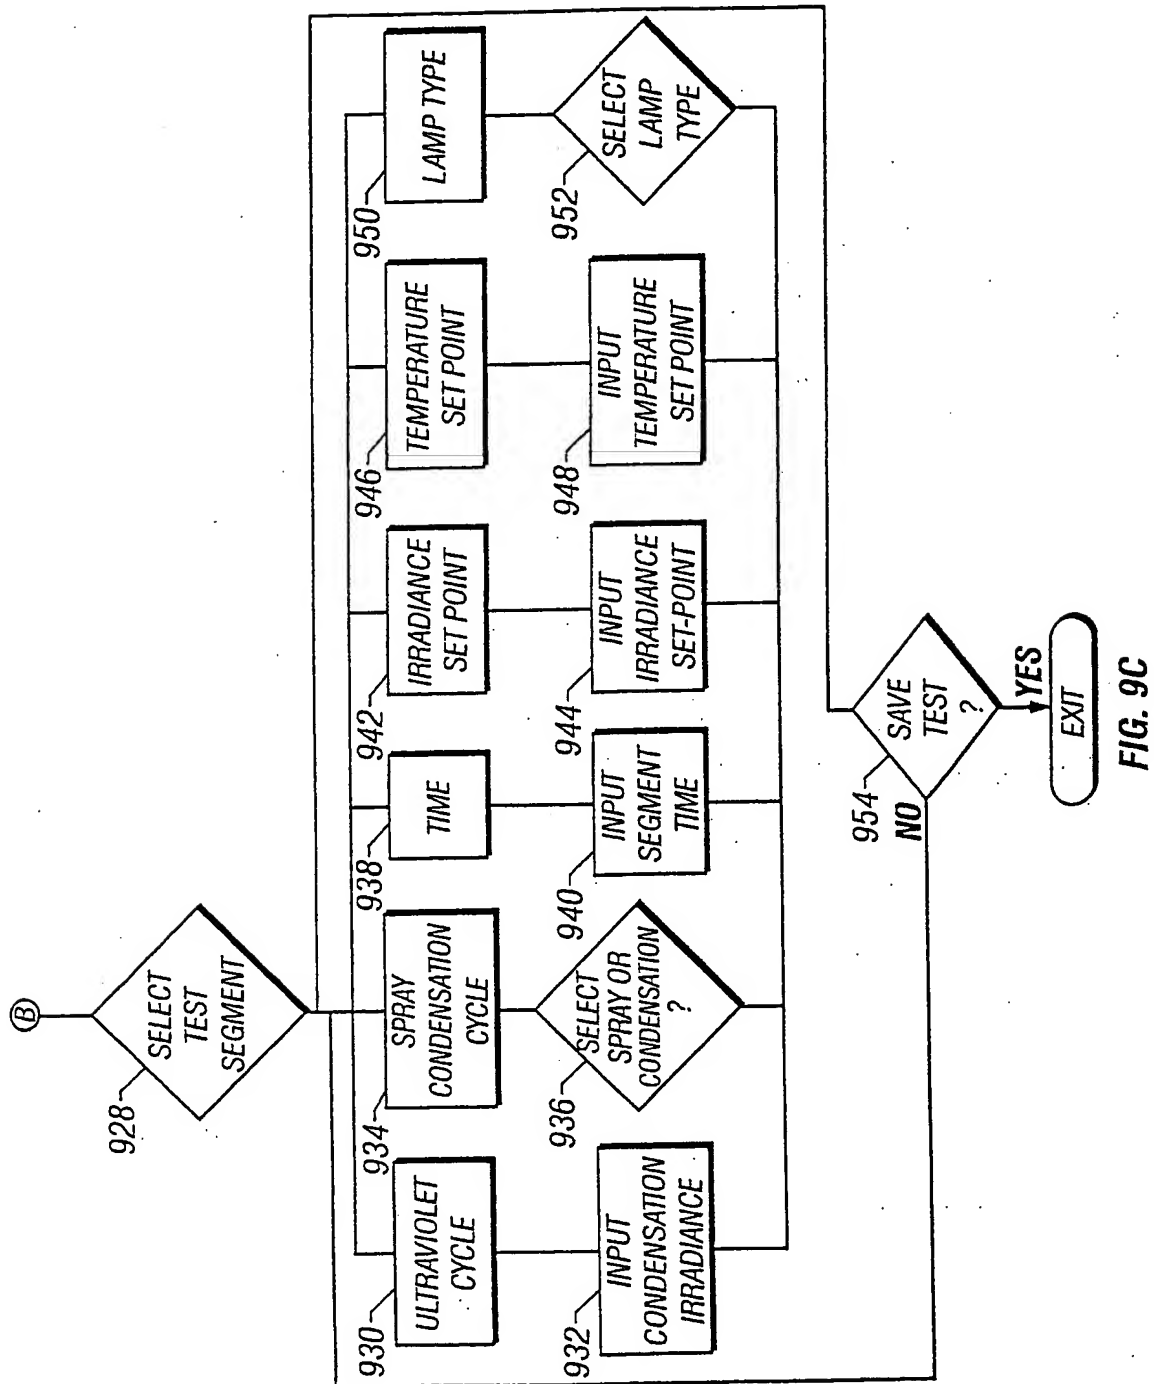 B
928
SELECT
TEST
SEGMENT
930
ULTRAVIOLET
CYCLE
934
SPRAY
CONDENSATION
CYCLE
938
TIME
942
IRRADIANCE
SET POINT
946
TEMPERATURE
SET POINT
950
LAMP TYPE
932
INPUT
CONDENSATION
IRRADIANCE
936
SELECT
SPRAY OR
CONDENSATION
?
940
INPUT
SEGMENT
TIME
944
INPUT
IRRADIANCE
SET-POINT
948
INPUT
TEMPERATURE
SET POINT
952
SELECT
LAMP
TYPE
954
SAVE
TEST
?
NO
YES
EXIT
FIG. 9C